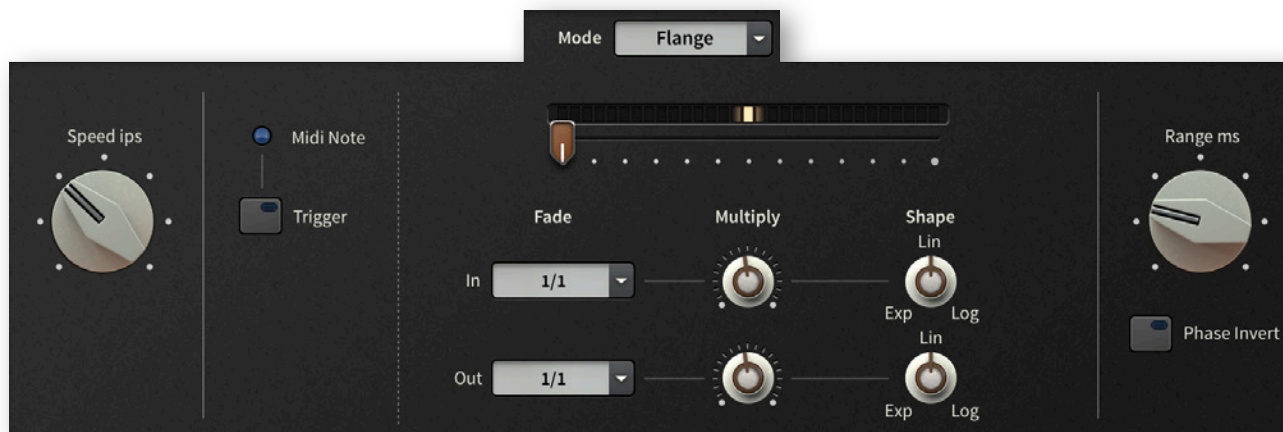 Mode Flange
Speed ips
Midi Note
Trigger
Range ms
Fade Multiply Shape
Lin
In 1/1
Exp Log
Lin
Out 1/1
Exp Log
Phase Invert